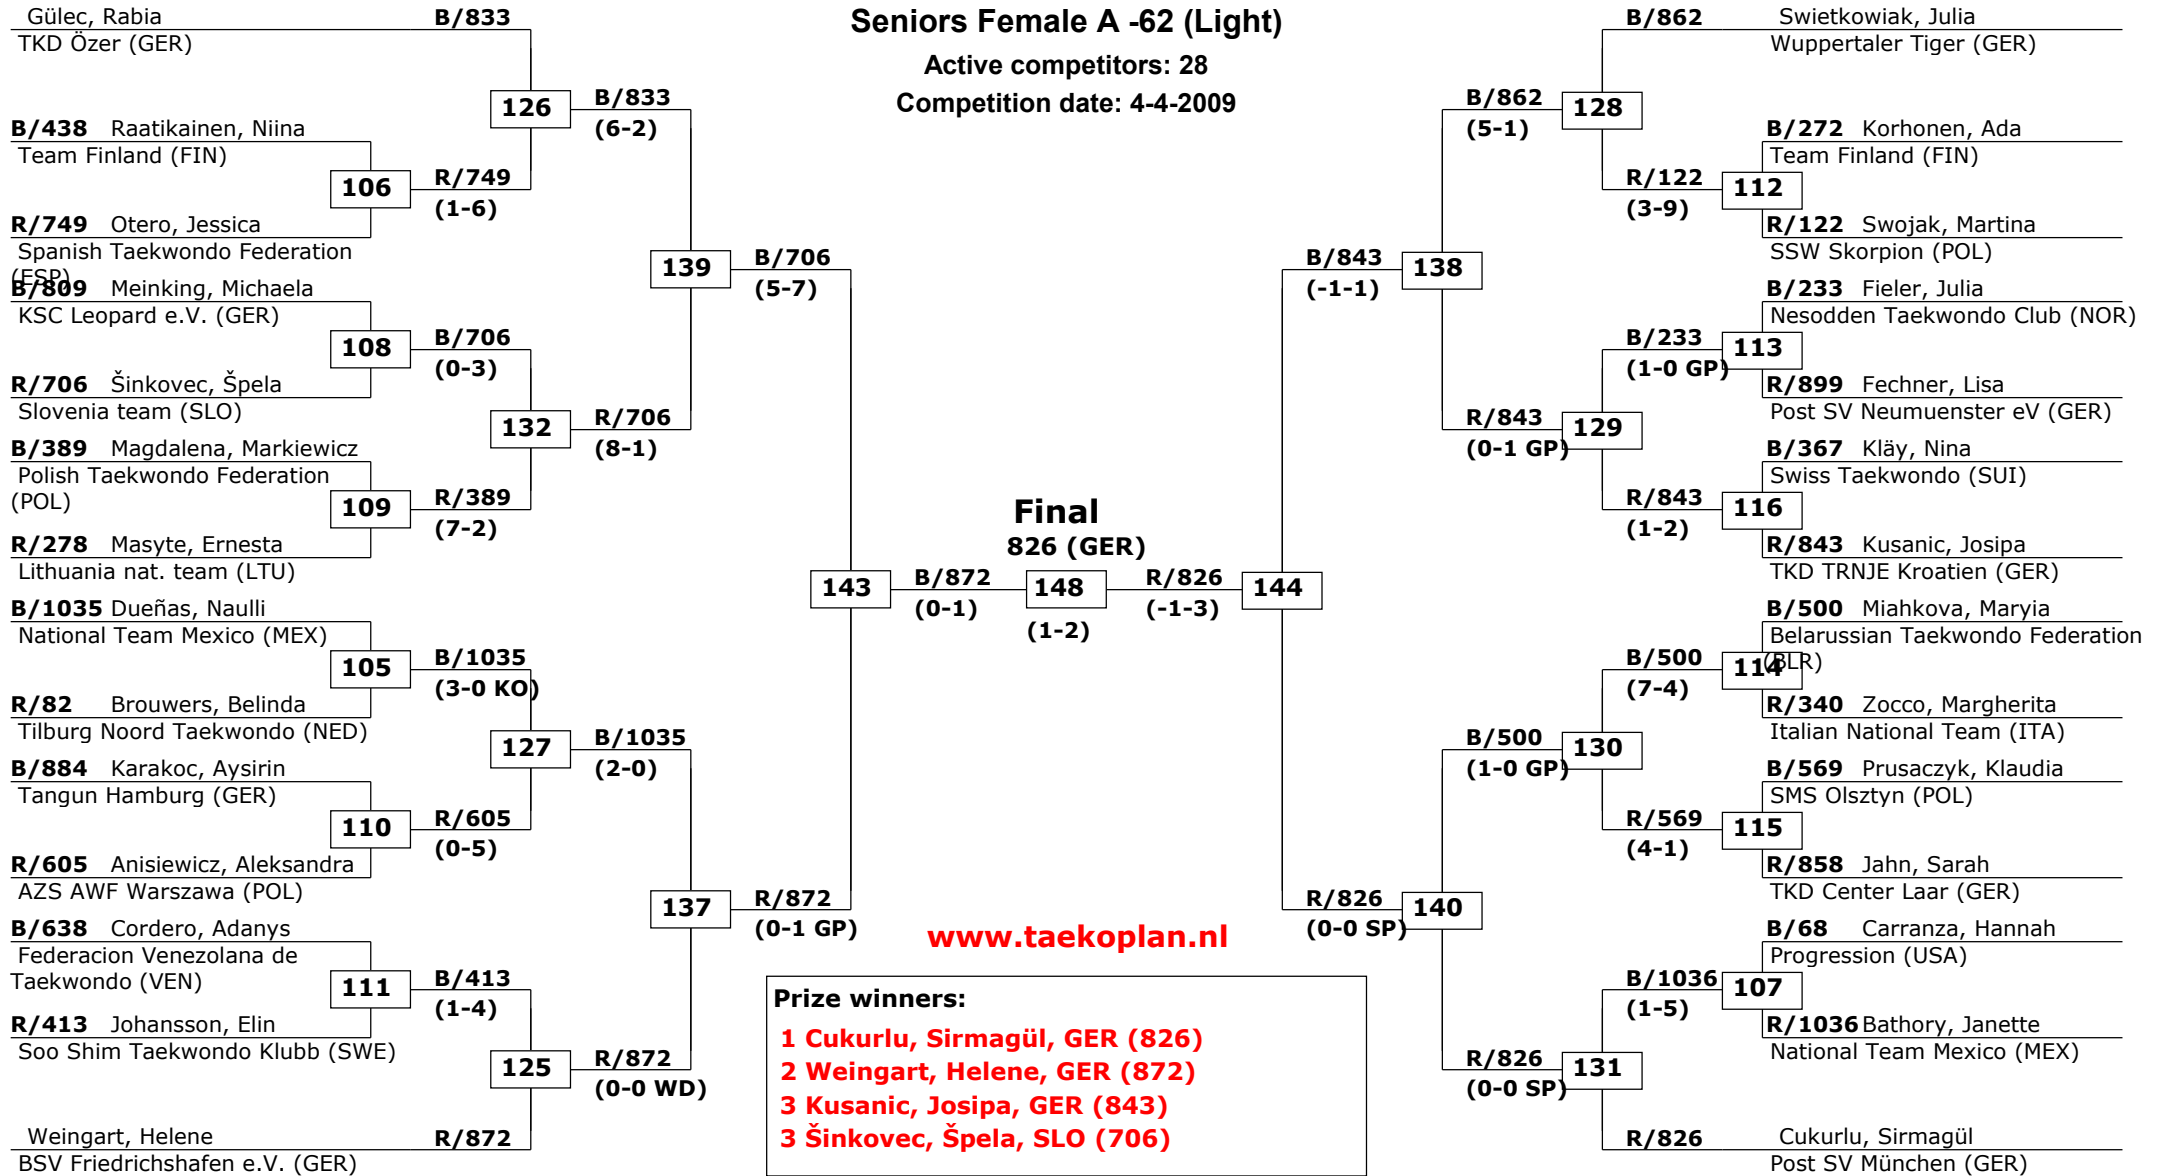 Seniors Female A -62 (Light)
Active competitors: 28
Competition date: 4-4-2009
Gülec, Rabia
TKD Özer (GER)
B/833
B/438 Raatikainen, Niina
Team Finland (FIN)
R/749 Otero, Jessica
Spanish Taekwondo Federation
(ESP)
B/809 Meinking, Michaela
KSC Leopard e.V. (GER)
R/706 Šinkovec, Špela
Slovenia team (SLO)
B/389 Magdalena, Markiewicz
Polish Taekwondo Federation
(POL)
R/278 Masyte, Ernesta
Lithuania nat. team (LTU)
B/1035 Dueñas, Naulli
National Team Mexico (MEX)
R/82 Brouwers, Belinda
Tilburg Noord Taekwondo (NED)
B/884 Karakoc, Aysirin
Tangun Hamburg (GER)
R/605 Anisiewicz, Aleksandra
AZS AWF Warszawa (POL)
B/638 Cordero, Adanys
Federacion Venezolana de
Taekwondo (VEN)
R/413 Johansson, Elin
Soo Shim Taekwondo Klubb (SWE)
Weingart, Helene
BSV Friedrichshafen e.V. (GER)
R/872
106
R/749
(1-6)
108
B/706
(0-3)
109
R/389
(7-2)
105
B/1035
(3-0 KO)
110
R/605
(0-5)
111
B/413
(1-4)
126
B/833
(6-2)
132
R/706
(8-1)
127
B/1035
(2-0)
125
R/872
(0-0 WD)
139
B/706
(5-7)
137
R/872
(0-1 GP)
143
B/872
(0-1)
Final
826 (GER)
148
(1-2)
R/826
(-1-3)
144
B/843
(-1-1)
138
R/826
(0-0 SP)
140
B/862
(5-1)
128
R/843
(0-1 GP)
129
B/500
(1-0 GP)
130
R/826
(0-0 SP)
131
B/862
R/122
(3-9)
112
B/233
(1-0 GP)
113
R/843
(1-2)
116
B/500
(7-4)
114
R/569
(4-1)
115
B/1036
(1-5)
107
R/826
Swietkowiak, Julia
Wuppertaler Tiger (GER)
B/272 Korhonen, Ada
Team Finland (FIN)
R/122 Swojak, Martina
SSW Skorpion (POL)
B/233 Fieler, Julia
Nesodden Taekwondo Club (NOR)
R/899 Fechner, Lisa
Post SV Neumuenster eV (GER)
B/367 Kläy, Nina
Swiss Taekwondo (SUI)
R/843 Kusanic, Josipa
TKD TRNJE Kroatien (GER)
B/500 Miahkova, Maryia
Belarussian Taekwondo Federation
(BLR)
R/340 Zocco, Margherita
Italian National Team (ITA)
B/569 Prusaczyk, Klaudia
SMS Olsztyn (POL)
R/858 Jahn, Sarah
TKD Center Laar (GER)
B/68 Carranza, Hannah
Progression (USA)
R/1036 Bathory, Janette
National Team Mexico (MEX)
Cukurlu, Sirmagül
Post SV München (GER)
www.taekoplan.nl
Prize winners:
1 Cukurlu, Sirmagül, GER (826)
2 Weingart, Helene, GER (872)
3 Kusanic, Josipa, GER (843)
3 Šinkovec, Špela, SLO (706)